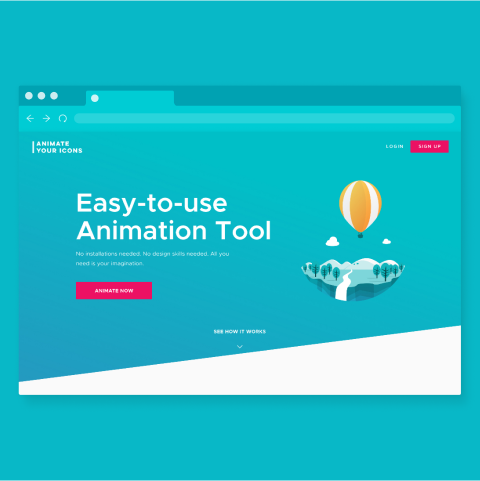 ANIMATE
YOUR ICONS
LOGIN
SIGN UP
Easy-to-use
Animation Tool
No installations needed. No design skills needed. All you
need is your imagitation.
ANIMATE NOW
SEE HOW IT WORKS